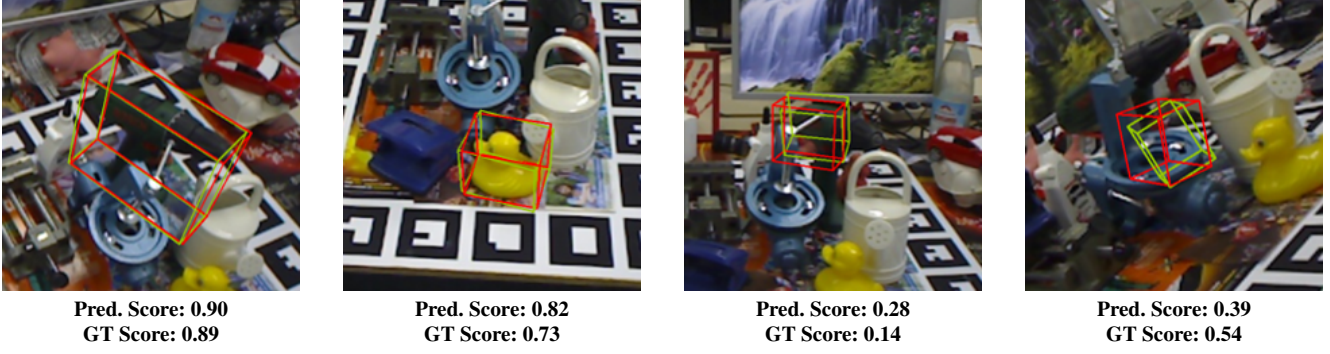 Pred. Score: 0.90
GT Score: 0.89
Pred. Score: 0.82
GT Score: 0.73
Pred. Score: 0.28
GT Score: 0.14
Pred. Score: 0.39
GT Score: 0.54